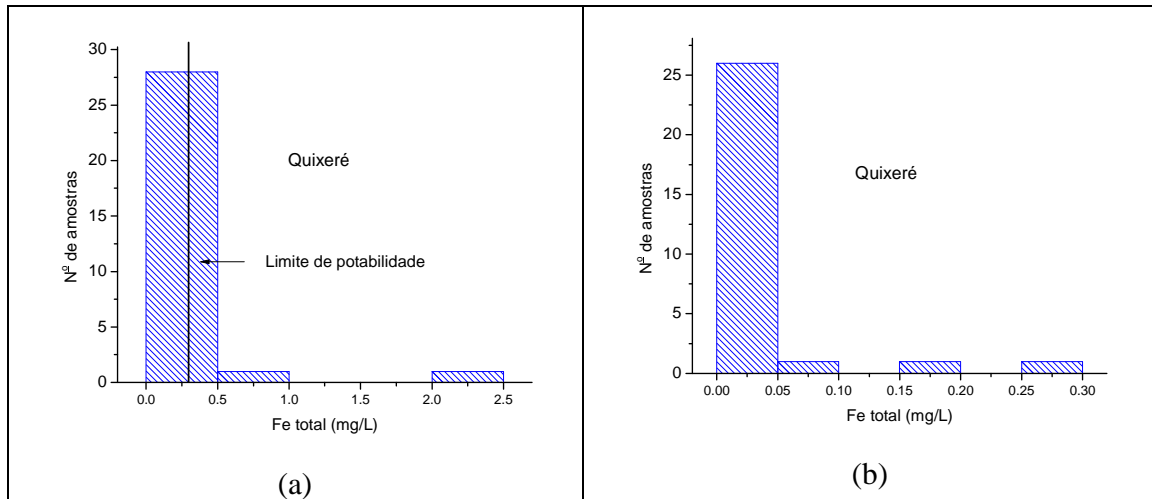 30
25
20
15
10
5
0
Nº de amostras
Quixeré
Limite de potabilidade
0.0 0.5 1.0 1.5 2.0 2.5
Fe total (mg/L)
(a)
25
20
15
10
5
0
Nº de amostras
Quixeré
0.00 0.05 0.10 0.15 0.20 0.25 0.30
Fe total (mg/L)
(b)